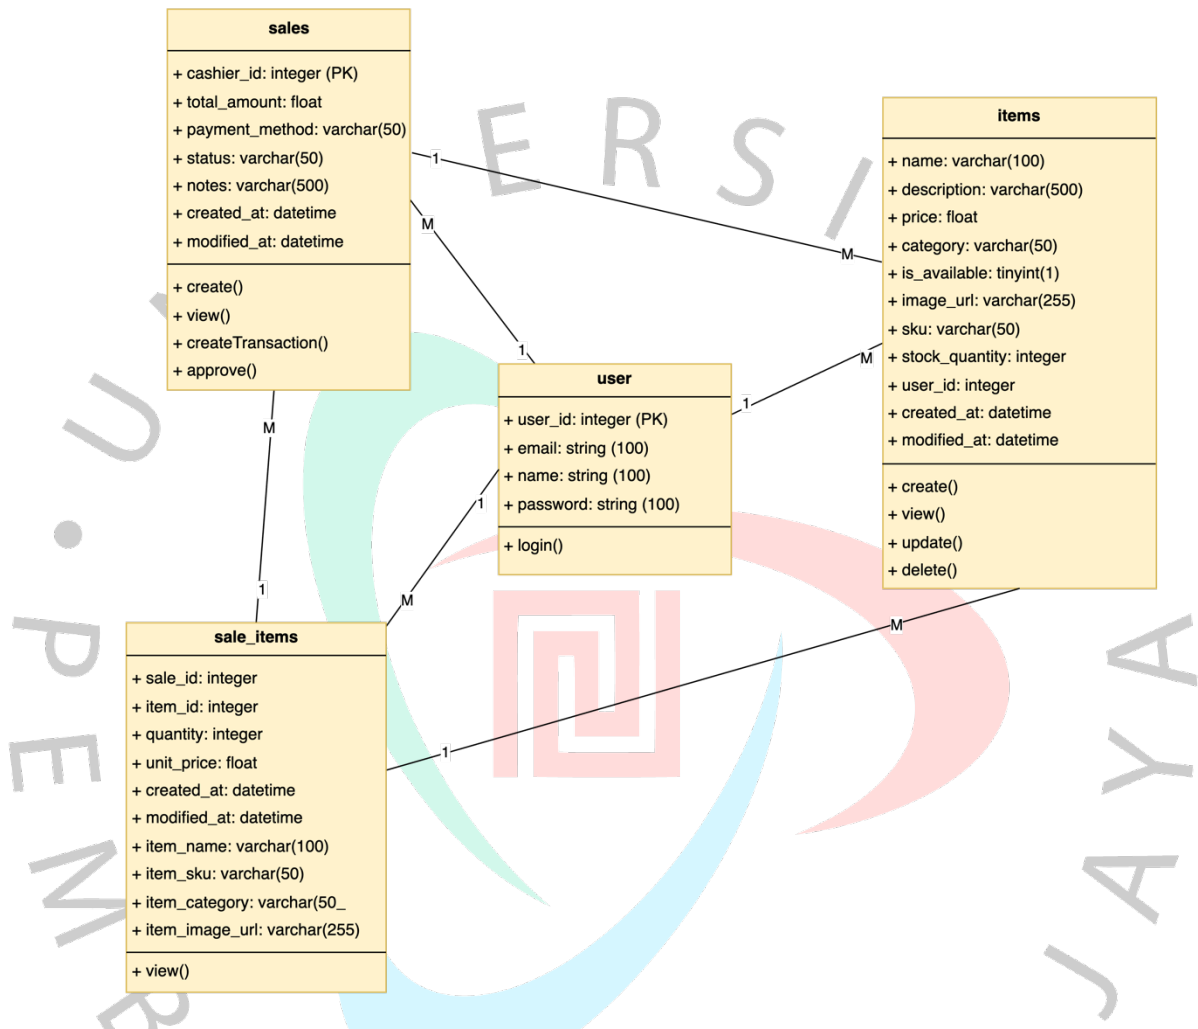 sales
+ cashier_id: integer (PK)
+ total_amount: float
+ payment_method: varchar(50)
+ status: varchar(50)
+ notes: varchar(500)
+ created_at: datetime
+ modified_at: datetime
+ create()
+ view()
+ createTransaction()
+ approve()
items
+ name: varchar(100)
+ description: varchar(500)
+ price: float
+ category: varchar(50)
+ is_available: tinyint(1)
+ image_url: varchar(255)
+ sku: varchar(50)
+ stock_quantity: integer
+ user_id: integer
+ created_at: datetime
+ modified_at: datetime
+ create()
+ view()
+ update()
+ delete()
user
+ user_id: integer (PK)
+ email: string (100)
+ name: string (100)
+ password: string (100)
+ login()
sale_items
+ sale_id: integer
+ item_id: integer
+ quantity: integer
+ unit_price: float
+ created_at: datetime
+ modified_at: datetime
+ item_name: varchar(100)
+ item_sku: varchar(50)
+ item_category: varchar(50_
+ item_image_url: varchar(255)
+ view()
1
M
M
1
M
1
1
M
1
M
1
M
ERSI
U
PEMB
JAYA